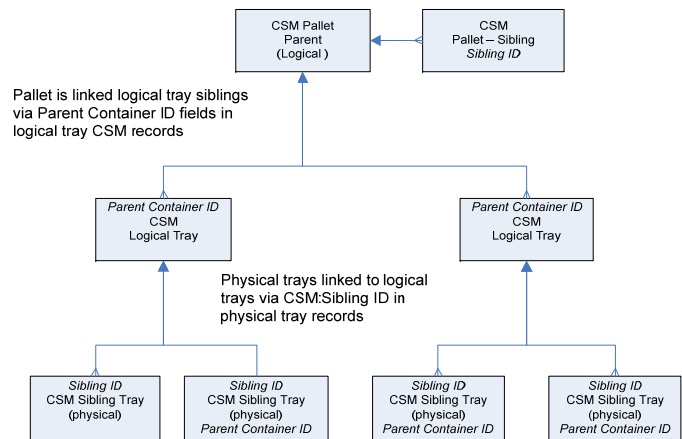 CSM Pallet
Parent
(Logical )
CSM
Pallet – Sibling
Sibling ID
Pallet is linked logical tray siblings
via Parent Container ID fields in
logical tray CSM records
Parent Container ID
CSM
Logical Tray
Parent Container ID
CSM
Logical Tray
Physical trays linked to logical
trays via CSM:Sibling ID in
physical tray records
Sibling ID
CSM Sibling Tray
(physical)
Sibling ID
CSM Sibling Tray
(physical)
Parent Container ID
Sibling ID
CSM Sibling Tray
(physical)
Parent Container ID
Sibling ID
CSM Sibling Tray
(physical)
Parent Container ID